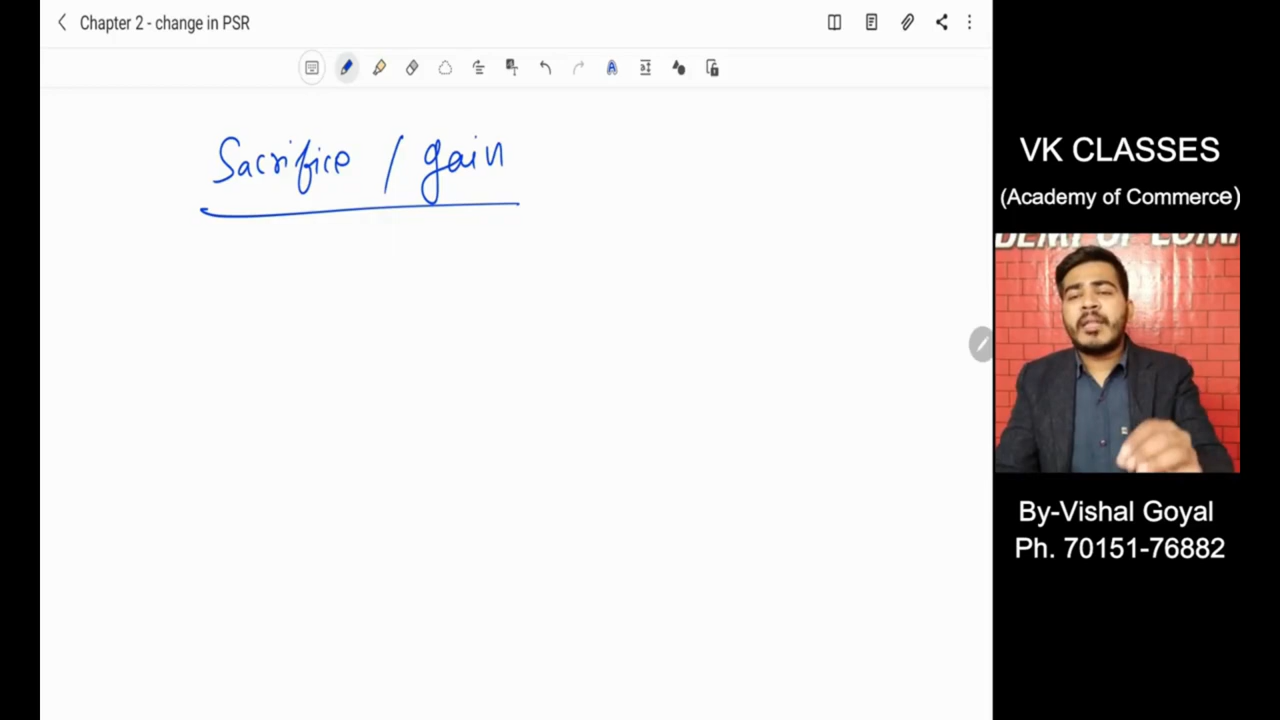 Chapter 2 - change in PSR
Sacrifice / gain
VK CLASSES
(Academy of Commerce)
By-Vishal Goyal
Ph. 70151-76882